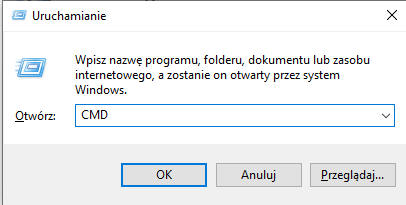 Uruchamianie
Wpisz nazwę programu, folderu, dokumentu lub zasobu
internetowego, a zostanie on otwarty przez system
Windows.
Otwórz: CMD
OK Anuluj Przeglądaj...